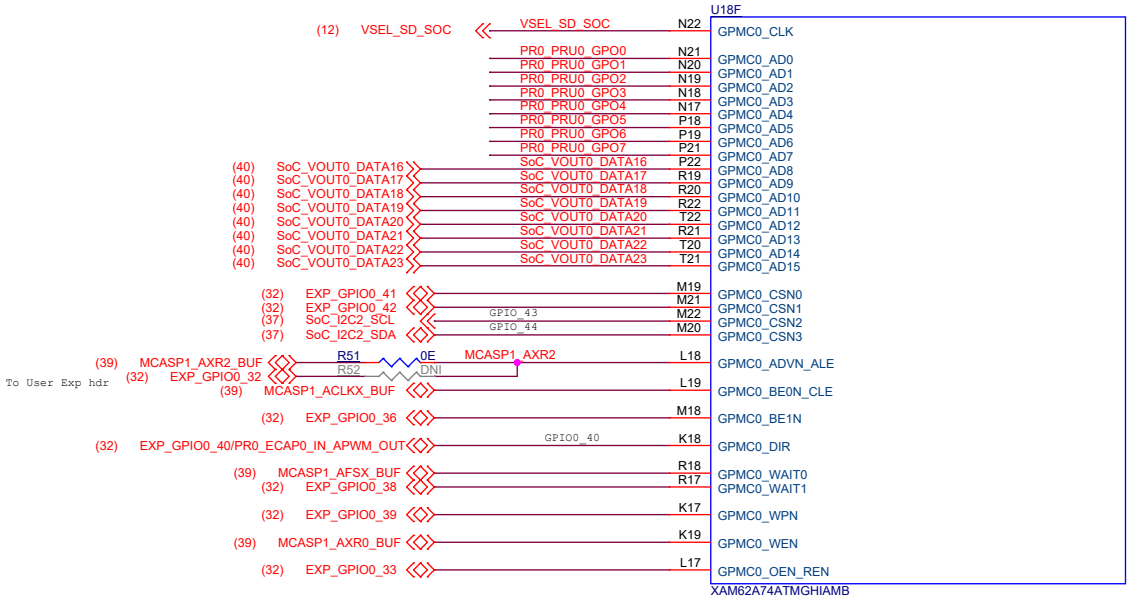 U18F
(12) VSEL_SD_SOC VSEL_SD_SOC N22 GPMC0_CLK
PR0_PRU0_GPO0 N21 GPMC0_AD0
PR0_PRU0_GPO1 N20 GPMC0_AD1
PR0_PRU0_GPO2 N19 GPMC0_AD2
PR0_PRU0_GPO3 N18 GPMC0_AD3
PR0_PRU0_GPO4 N17 GPMC0_AD4
PR0_PRU0_GPO5 P18 GPMC0_AD5
PR0_PRU0_GPO6 P19 GPMC0_AD6
PR0_PRU0_GPO7 P21 GPMC0_AD7
(40) SoC_VOUT0_DATA16 SoC_VOUT0_DATA16 P22 GPMC0_AD8
(40) SoC_VOUT0_DATA17 SoC_VOUT0_DATA17 R19 GPMC0_AD9
(40) SoC_VOUT0_DATA18 SoC_VOUT0_DATA18 R20 GPMC0_AD10
(40) SoC_VOUT0_DATA19 SoC_VOUT0_DATA19 R22 GPMC0_AD11
(40) SoC_VOUT0_DATA20 SoC_VOUT0_DATA20 T22 GPMC0_AD12
(40) SoC_VOUT0_DATA21 SoC_VOUT0_DATA21 R21 GPMC0_AD13
(40) SoC_VOUT0_DATA22 SoC_VOUT0_DATA22 T20 GPMC0_AD14
(40) SoC_VOUT0_DATA23 SoC_VOUT0_DATA23 T21 GPMC0_AD15
(32) EXP_GPIO0_41 M19 GPMC0_CSN0
(32) EXP_GPIO0_42 M21 GPMC0_CSN1
(37) SoC_I2C2_SCL GPIO_43 M22 GPMC0_CSN2
(37) SoC_I2C2_SDA GPIO_44 M20 GPMC0_CSN3
(39) MCASP1_AXR2_BUF R51 0E MCASP1_AXR2 L18 GPMC0_ADVN_ALE
To User Exp hdr (32) EXP_GPIO0_32 R52 DNI
(39) MCASP1_ACLKX_BUF L19 GPMC0_BE0N_CLE
(32) EXP_GPIO0_36 M18 GPMC0_BE1N
(32) EXP_GPIO0_40/PR0_ECAP0_IN_APWM_OUT GPIO0_40 K18 GPMC0_DIR
(39) MCASP1_AFSX_BUF R18 GPMC0_WAIT0
(32) EXP_GPIO0_38 R17 GPMC0_WAIT1
(32) EXP_GPIO0_39 K17 GPMC0_WPN
(39) MCASP1_AXR0_BUF K19 GPMC0_WEN
(32) EXP_GPIO0_33 L17 GPMC0_OEN_REN
XAM62A74ATMGHIAMB